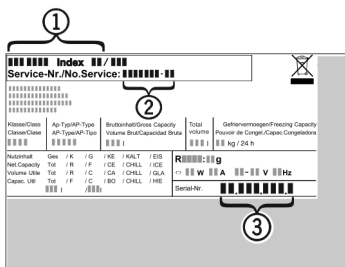 1
Index /
Service-Nr./No.Service: -
2
Klasse/Class Ap-Typ/AP-Type Bruttoinhalt/Gross Capacity Total Gefriervermoegen/Freezing Capacity
Classe/Clase AP-Type/AP-Tipo Volume Brut/Capacidad Bruta volume Pouvoir de Congel./Capac.Congeladora
l l kg / 24 h
Nutzinhalt Ges / K / G / KE / KALT / EIS
Net.Capacity Tot / R / F / CE / CHILL / ICE
Volume Utile Tot / R / C / CA / CHILL / GLA
Capac. Util Tot / F / C / BO / CHILL / HIE
l / l
R : g
W A - V Hz
Serial-Nr. . . .
3